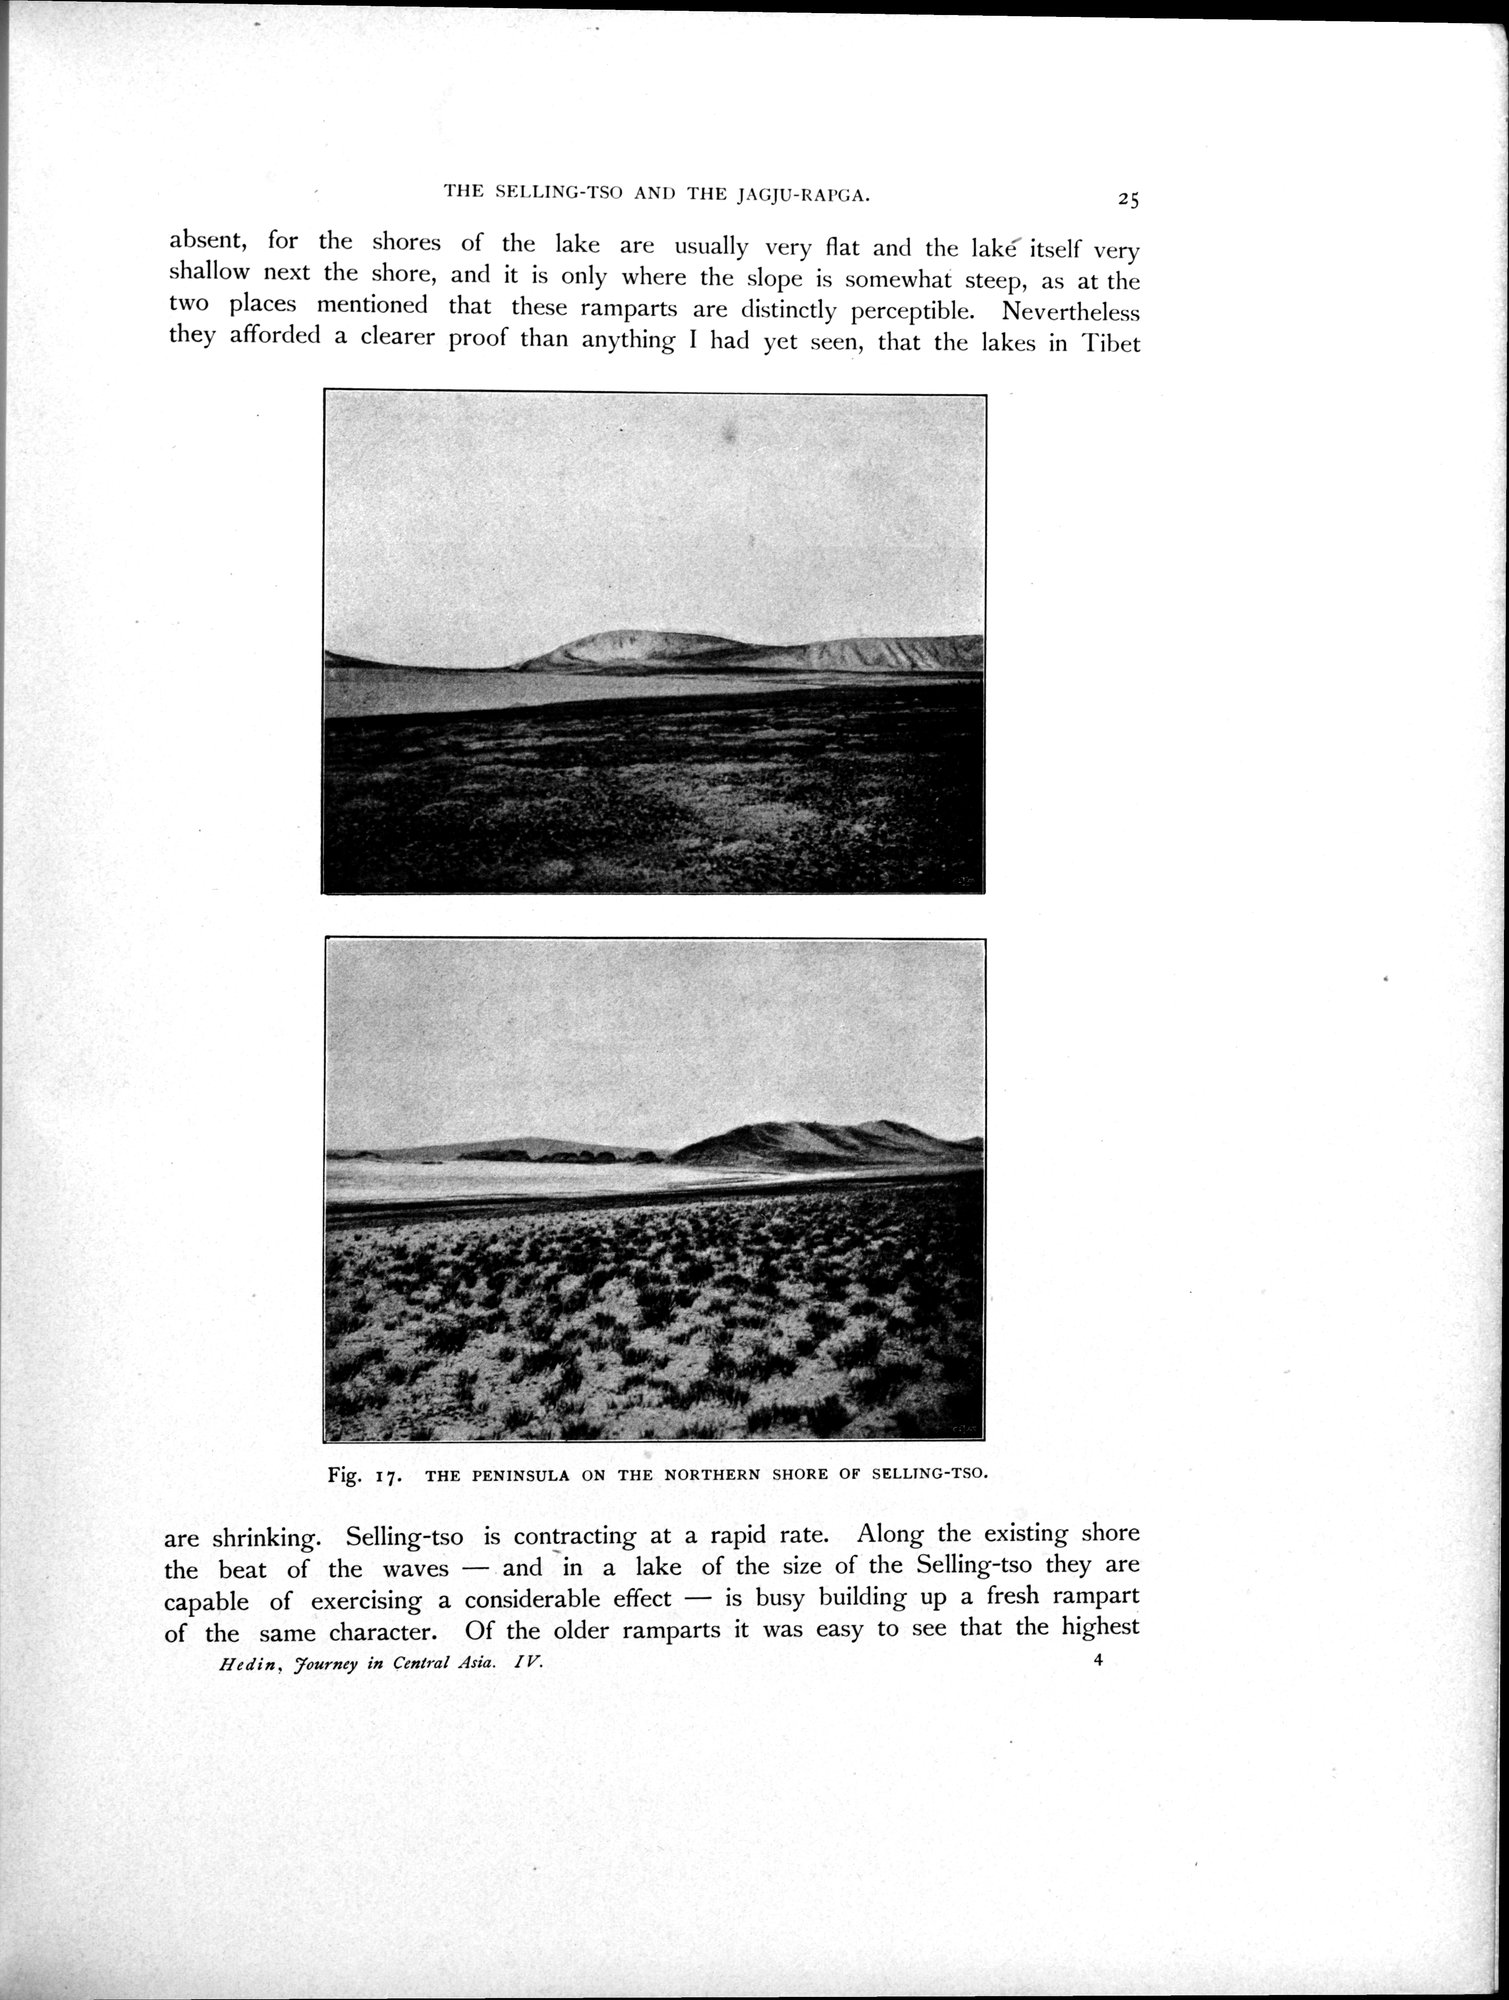 THE SELLING-TSO AND THE JAGJU-RAPGA. 25
absent, for the shores of the lake are usually very flat and the lake itself very
shallow next the shore, and it is only where the slope is somewhat steep, as at the
two places mentioned that these ramparts are distinctly perceptible. Nevertheless
they afforded a clearer proof than anything I had yet seen, that the lakes in Tibet
Fig. 17. THE PENINSULA ON THE NORTHERN SHORE OF SELLING-TSO.
are shrinking. Selling-tso is contracting at a rapid rate. Along the existing shore
the beat of the waves — and in a lake of the size of the Selling-tso they are
capable of exercising a considerable effect — is busy building up a fresh rampart
of the same character. Of the older ramparts it was easy to see that the highest
Hedin, Journey in Central Asia. IV. 4